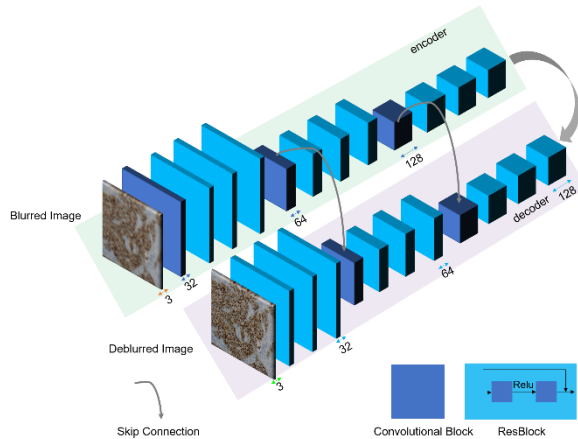 encoder
128
64
Blurred Image
32
3
128
decoder
64
32
3
Deblurred Image
Relu
Skip Connection
Convolutional Block
ResBlock